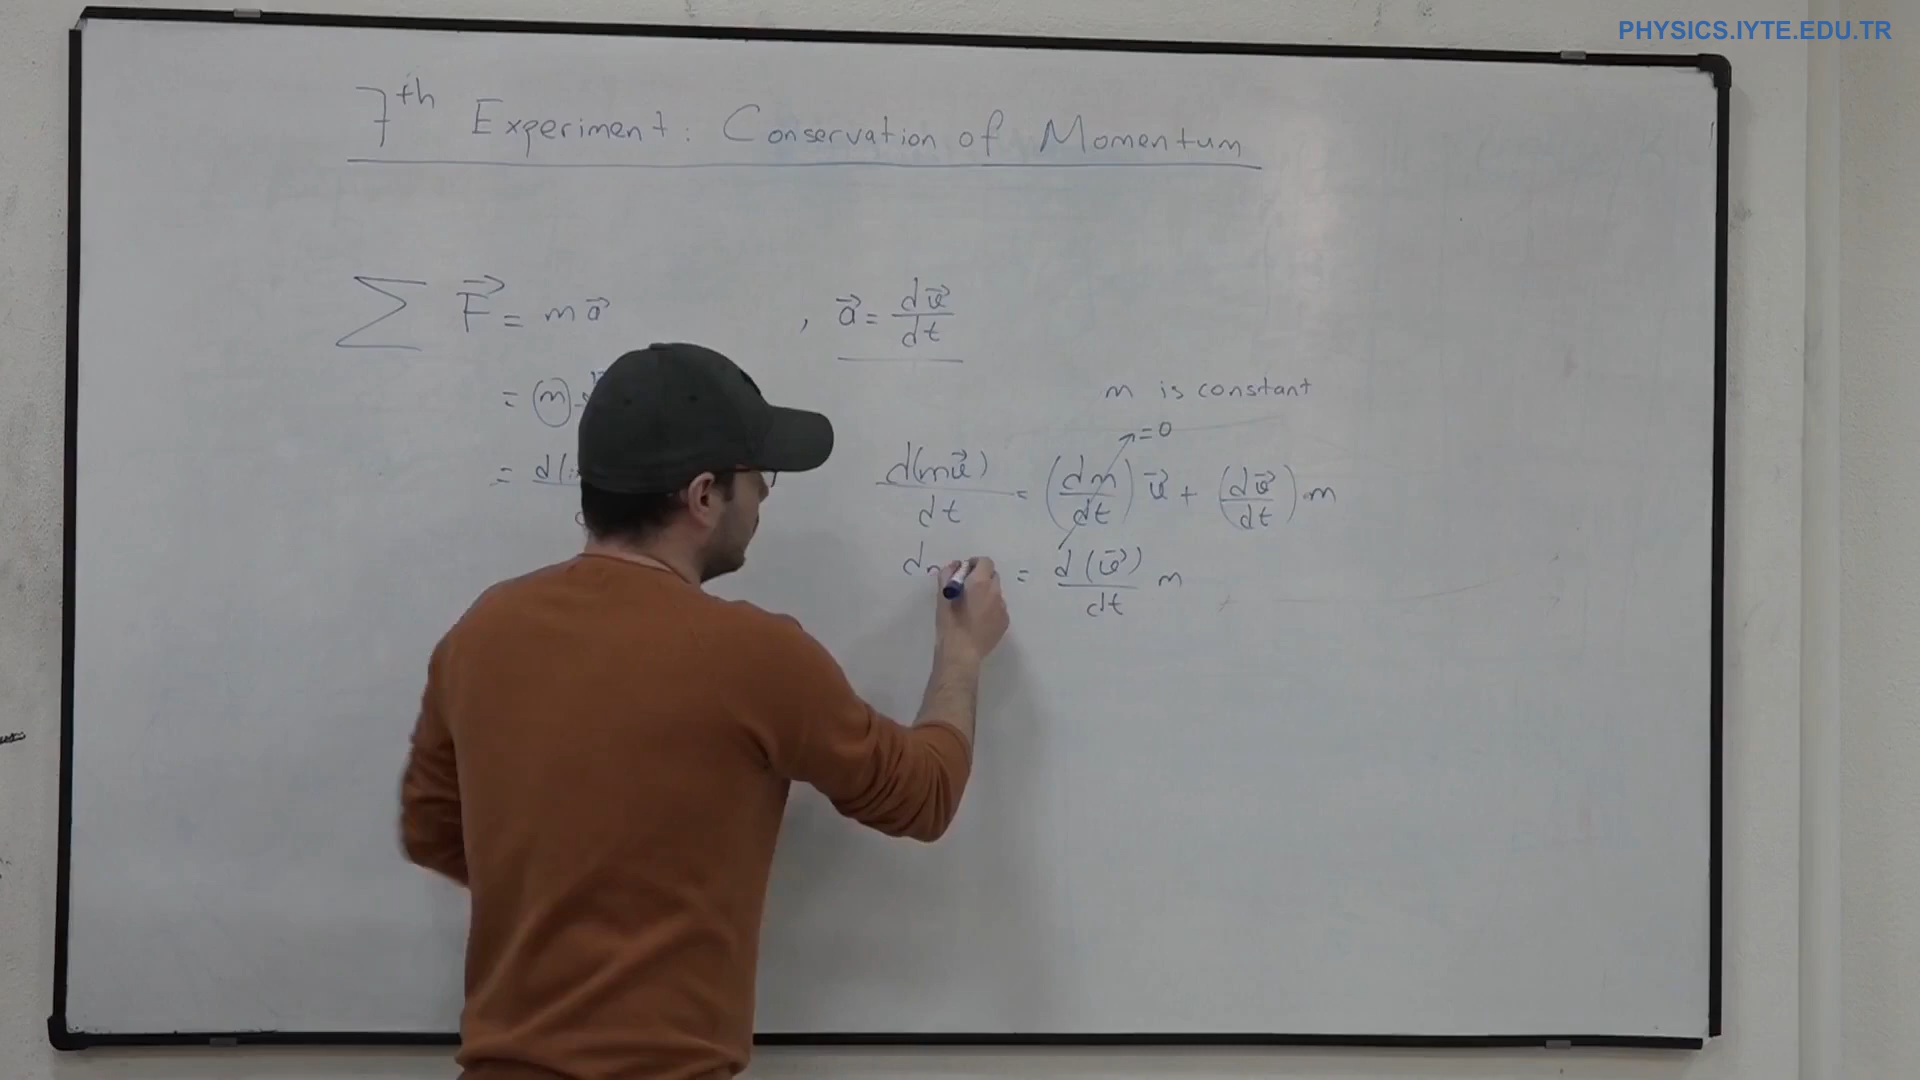 PHYSICS.IYTE.EDU.TR
7th Experiment: Conservation of Momentum
∑ F⃗ = m a⃗ , a⃗ = dv⃗/dt
= m
m is constant
= 0
d(mv⃗)/dt = (dm/dt) v⃗ + (dv⃗/dt) · m
= d(v⃗)/dt m